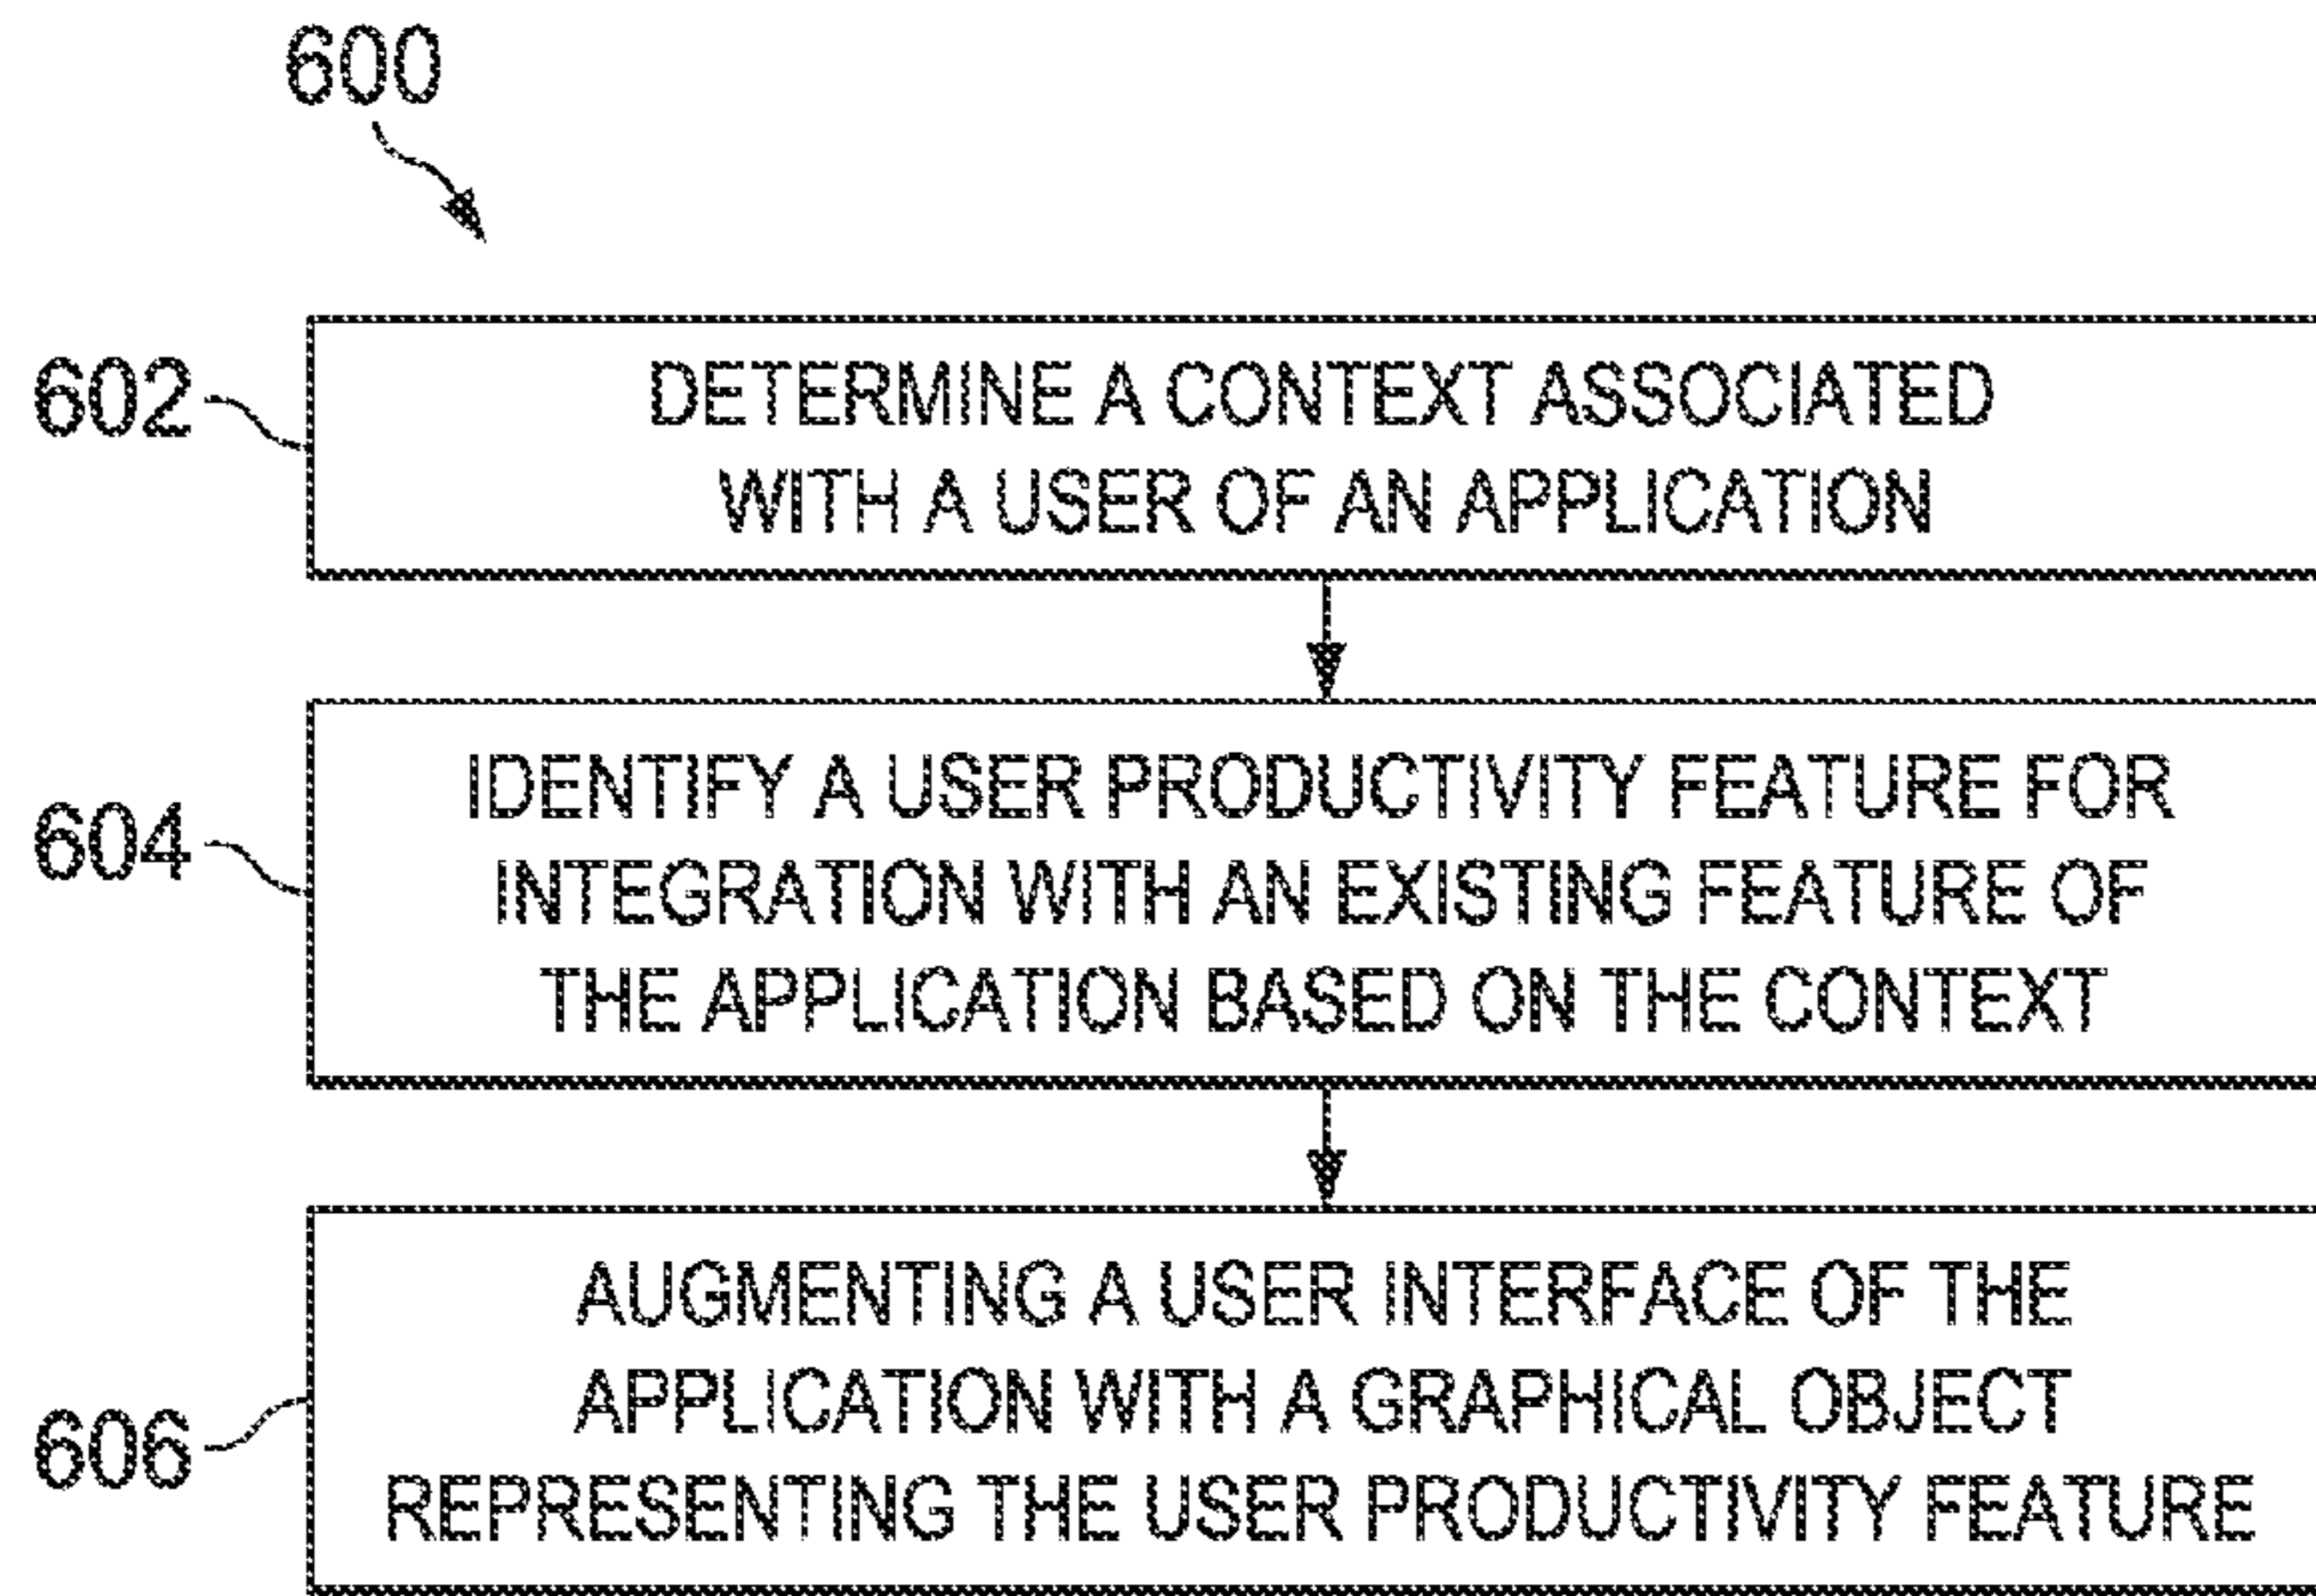 600
602
DETERMINE A CONTEXT ASSOCIATED
WITH A USER OF AN APPLICATION
604
IDENTIFY A USER PRODUCTIVITY FEATURE FOR
INTEGRATION WITH AN EXISTING FEATURE OF
THE APPLICATION BASED ON THE CONTEXT
606
AUGMENTING A USER INTERFACE OF THE
APPLICATION WITH A GRAPHICAL OBJECT
REPRESENTING THE USER PRODUCTIVITY FEATURE